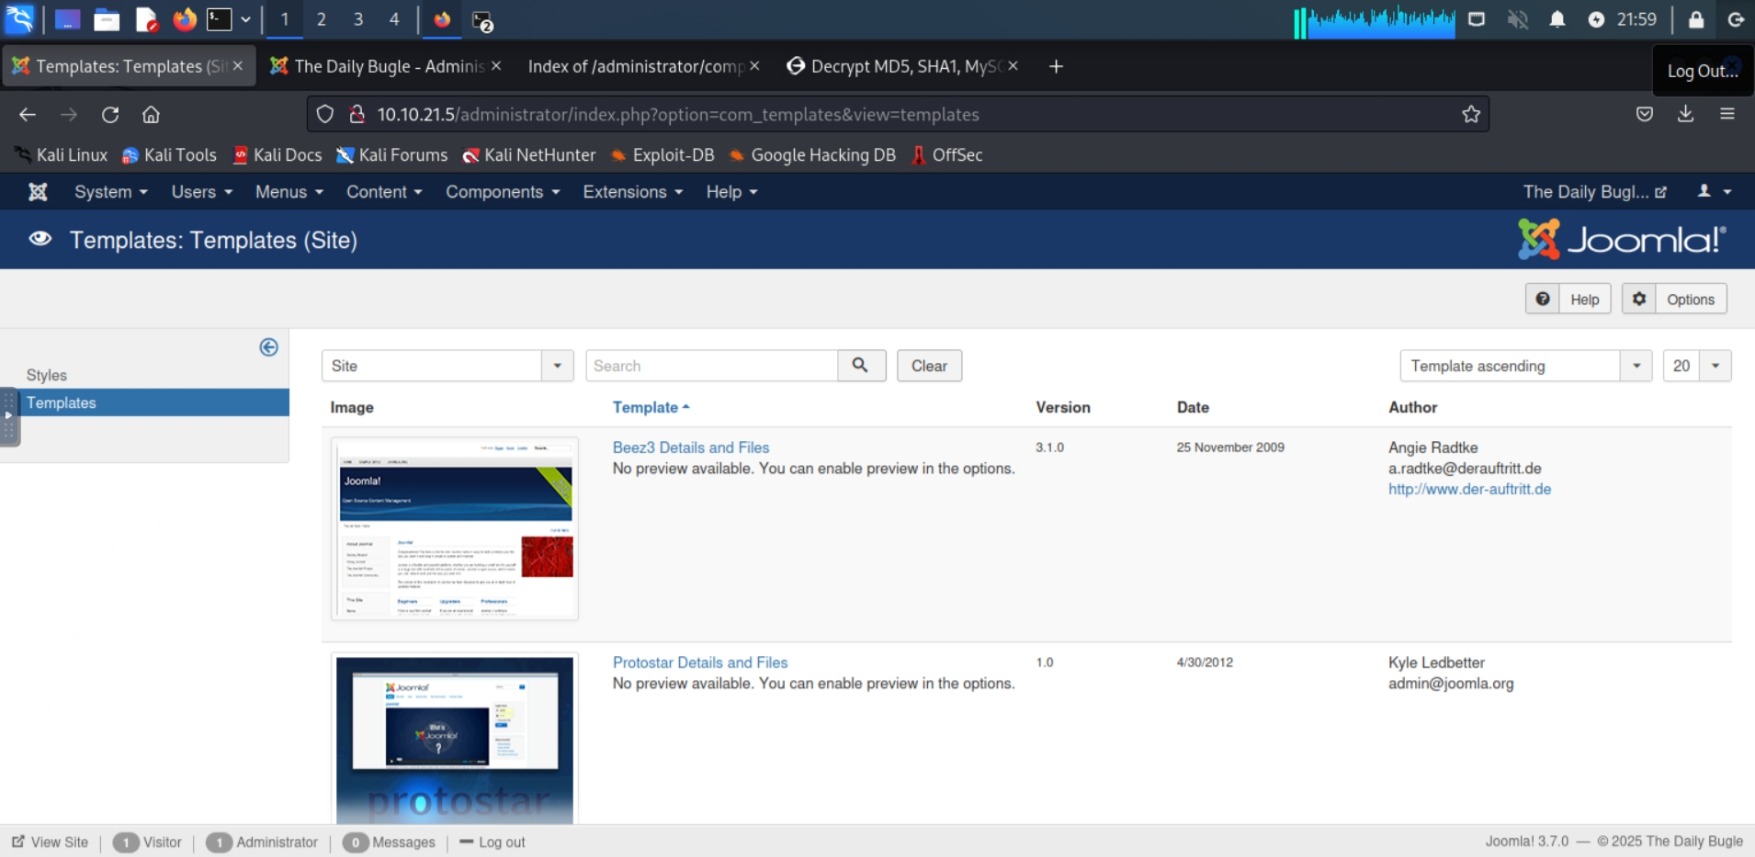 1 2 3 4 2 21:59
Templates: Templates (Sit The Daily Bugle - Adminis Index of /administrator/comp Decrypt MD5, SHA1, MySQ Log Out...
10.10.21.5/administrator/index.php?option=com_templates&view=templates
Kali Linux Kali Tools Kali Docs Kali Forums Kali NetHunter Exploit-DB Google Hacking DB OffSec
System Users Menus Content Components Extensions Help The Daily Bugl...
Templates: Templates (Site) Joomla!®
Help Options
Site Search Clear Template ascending 20
Styles
Templates
Image Template Version Date Author
Beez3 Details and Files 3.1.0 25 November 2009 Angie Radtke
No preview available. You can enable preview in the options. a.radtke@derauftritt.de
http://www.der-auftritt.de
Joomla!
Protostar Details and Files 1.0 4/30/2012 Kyle Ledbetter
No preview available. You can enable preview in the options. admin@joomla.org
Joomla!
What is
Joomla!
?
protostar
View Site 1 Visitor 1 Administrator 0 Messages Log out Joomla! 3.7.0 — © 2025 The Daily Bugle